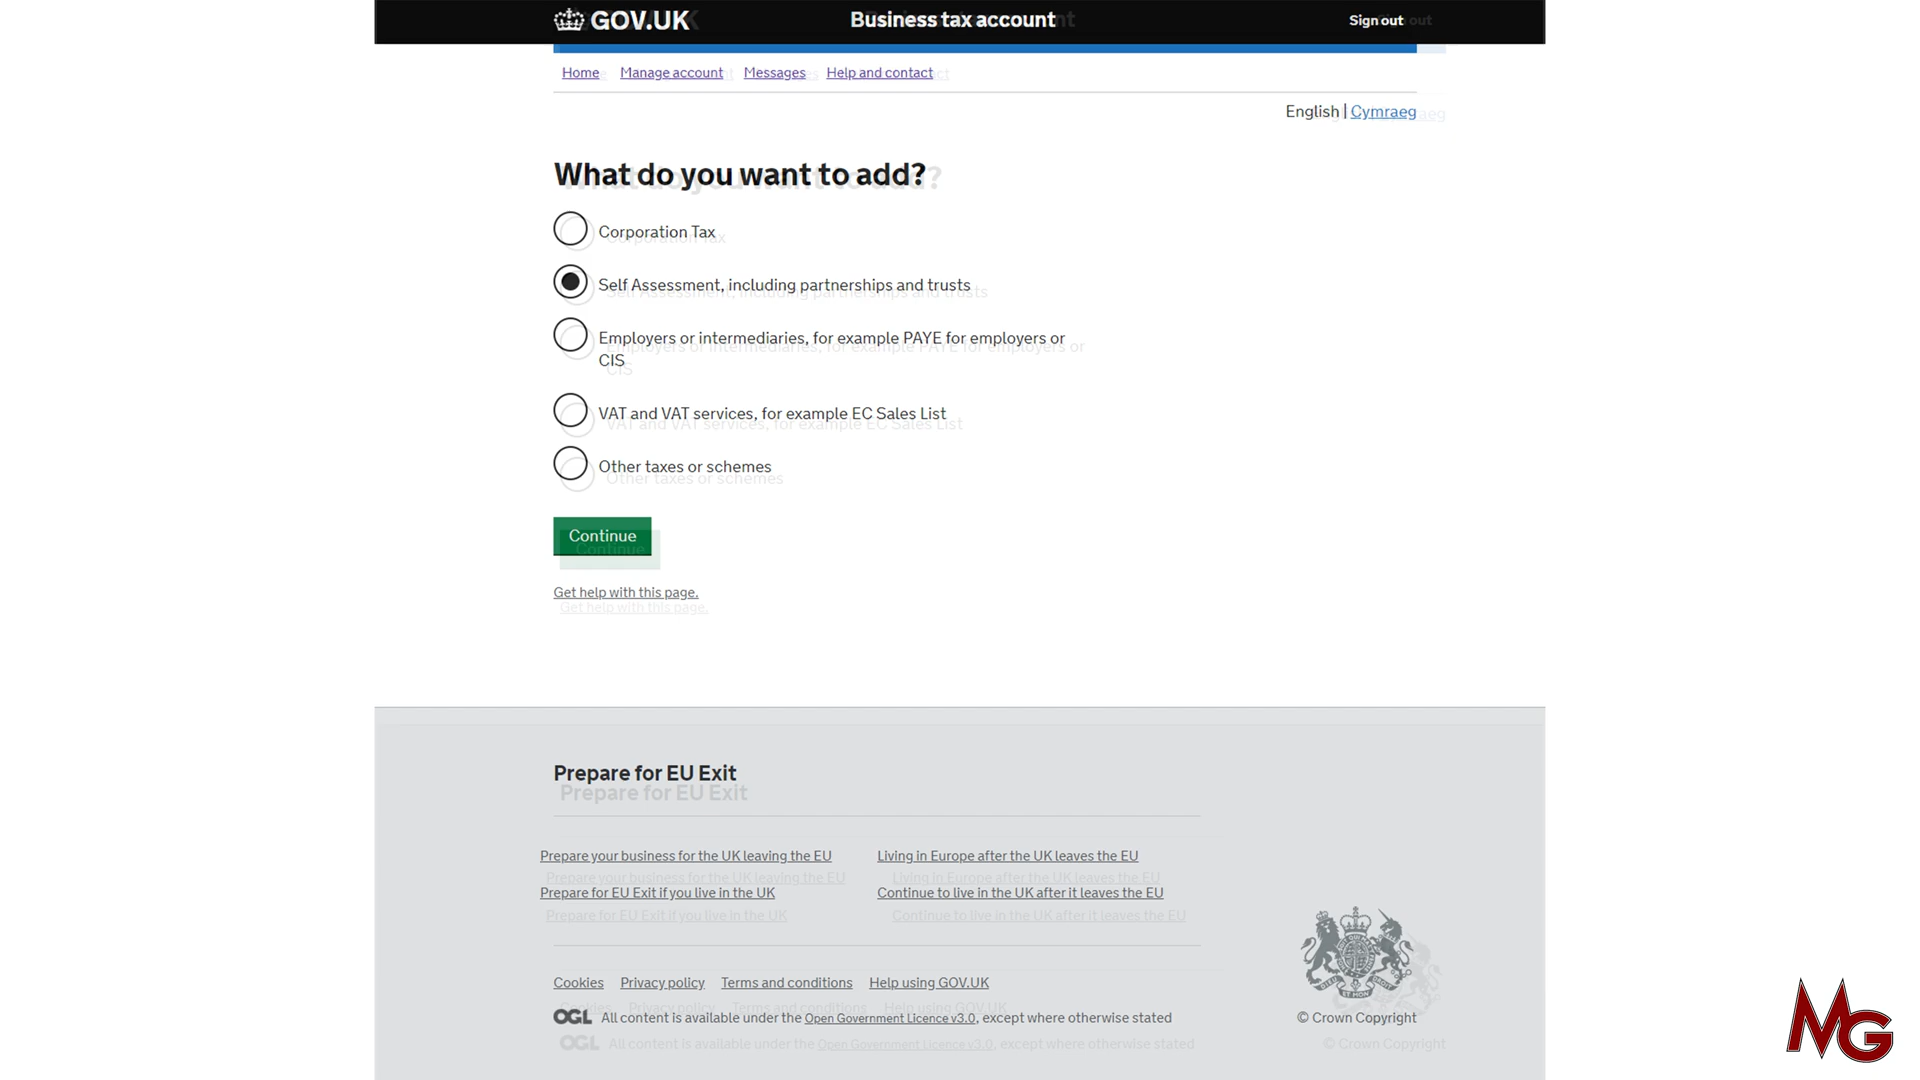 GOV.UK Business tax account Sign out
Home Manage account Messages Help and contact
English | Cymraeg
What do you want to add?
Corporation Tax
Self Assessment, including partnerships and trusts
Employers or intermediaries, for example PAYE for employers or
CIS
VAT and VAT services, for example EC Sales List
Other taxes or schemes
Continue
Get help with this page.
Prepare for EU Exit
Prepare your business for the UK leaving the EU Living in Europe after the UK leaves the EU
Prepare for EU Exit if you live in the UK Continue to live in the UK after it leaves the EU
Cookies Privacy policy Terms and conditions Help using GOV.UK
OGL All content is available under the Open Government Licence v3.0, except where otherwise stated
© Crown Copyright
MG